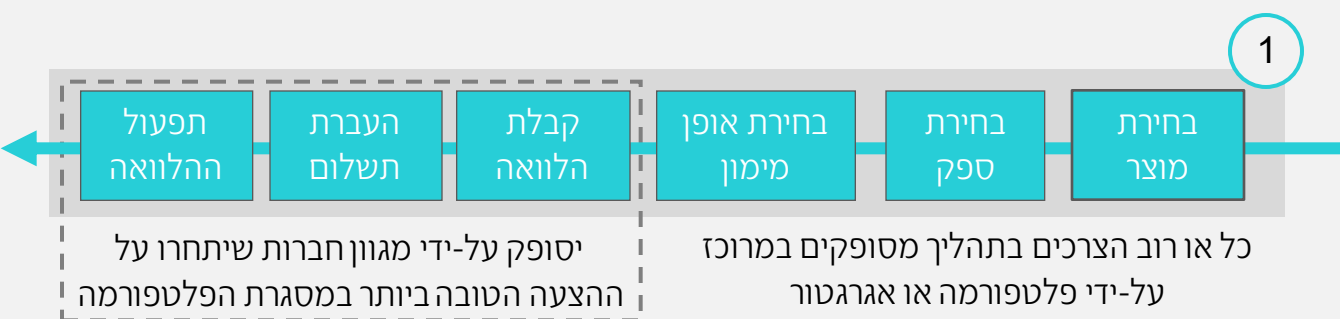 1
בחירת
מוצר
בחירת
ספק
בחירת אופן
מימון
קבלת
הלוואה
העברת
תשלום
תפעול
ההלוואה
כל או רוב הצרכים בתהליך מסופקים במרוכז
על-ידי פלטפורמה או אגרגטור
יסופק על-ידי מגוון חברות שיתחרו על
ההצעה הטובה ביותר במסגרת הפלטפורמה